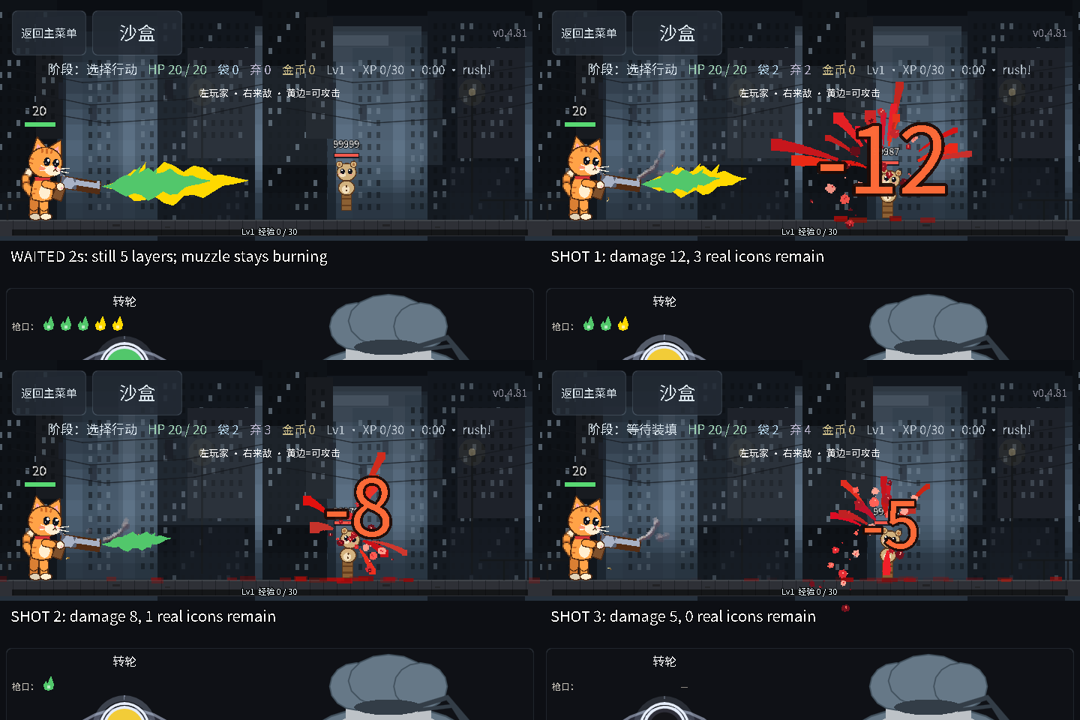 返回主菜单
沙盒
v0.4.81
阶段：选择行动 HP 20/20 袋 0 弃 0 金币 0 Lv1 · XP 0/30 · 0:00 · rush!
左玩家 · 右来敌 · 黄边=可攻击
20
99999
Lv1 经验 0/30
WAITED 2s: still 5 layers; muzzle stays burning
转轮
枪口：
返回主菜单
沙盒
v0.4.81
阶段：选择行动 HP 20/20 袋 2 弃 2 金币 0 Lv1 · XP 0/30 · 0:00 · rush!
左玩家 · 右来敌 · 黄边=可攻击
20
-12
Lv1 经验 0/30
SHOT 1: damage 12, 3 real icons remain
转轮
枪口：
返回主菜单
沙盒
v0.4.81
阶段：选择行动 HP 20/20 袋 2 弃 3 金币 0 Lv1 · XP 0/30 · 0:00 · rush!
左玩家 · 右来敌 · 黄边=可攻击
20
-8
Lv1 经验 0/30
SHOT 2: damage 8, 1 real icons remain
转轮
枪口：
返回主菜单
沙盒
v0.4.81
阶段：等待装填 HP 20/20 袋 2 弃 4 金币 0 Lv1 · XP 0/30 · 0:00 · rush!
左玩家 · 右来敌 · 黄边=可攻击
20
-5
Lv1 经验 0/30
SHOT 3: damage 5, 0 real icons remain
转轮
枪口： —